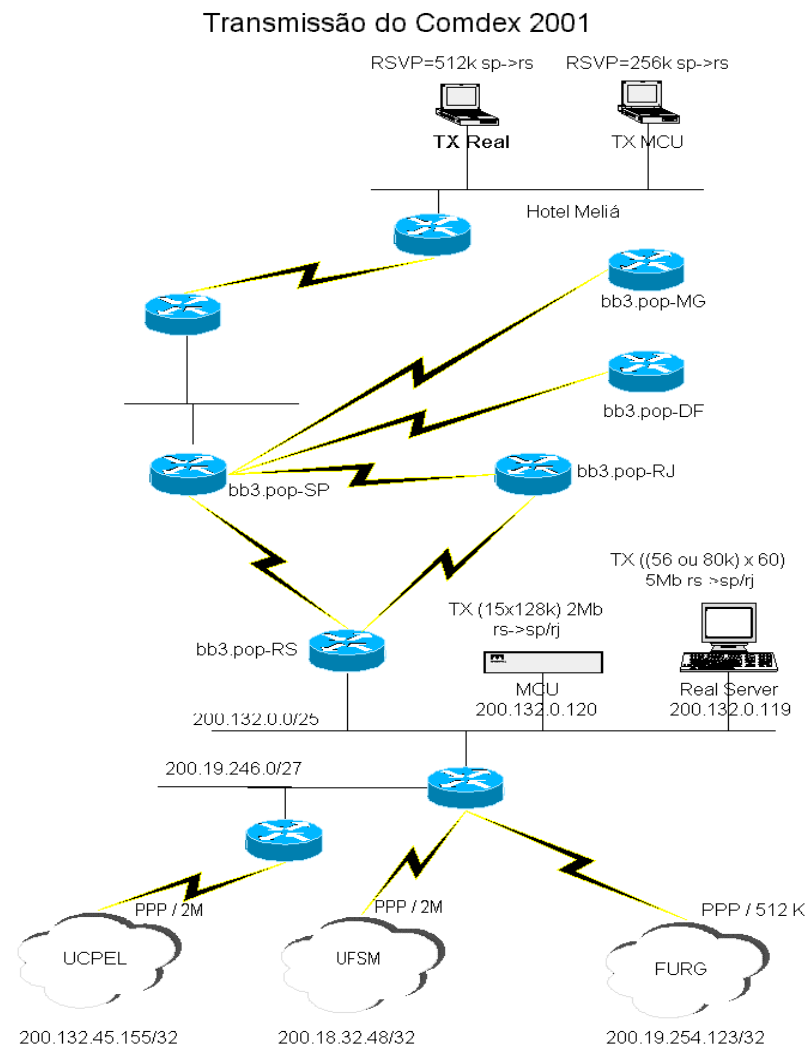 Transmissão do Comdex 2001
RSVP=512k sp->rs
RSVP=256k sp->rs
TX Real
TX MCU
Hotel Meliá
bb3.pop-MG
bb3.pop-DF
bb3.pop-SP
bb3.pop-RJ
TX ((56 ou 80k) x 60)
5Mb rs >sp/rj
TX (15x128k) 2Mb
rs->sp/rj
bb3.pop-RS
MCU
200.132.0.120
Real Server
200.132.0.119
200.132.0.0/25
200.19.246.0/27
PPP / 2M
PPP / 2M
PPP / 512 K
UCPEL
UFSM
FURG
200.132.45.155/32
200.18.32.48/32
200.19.254.123/32